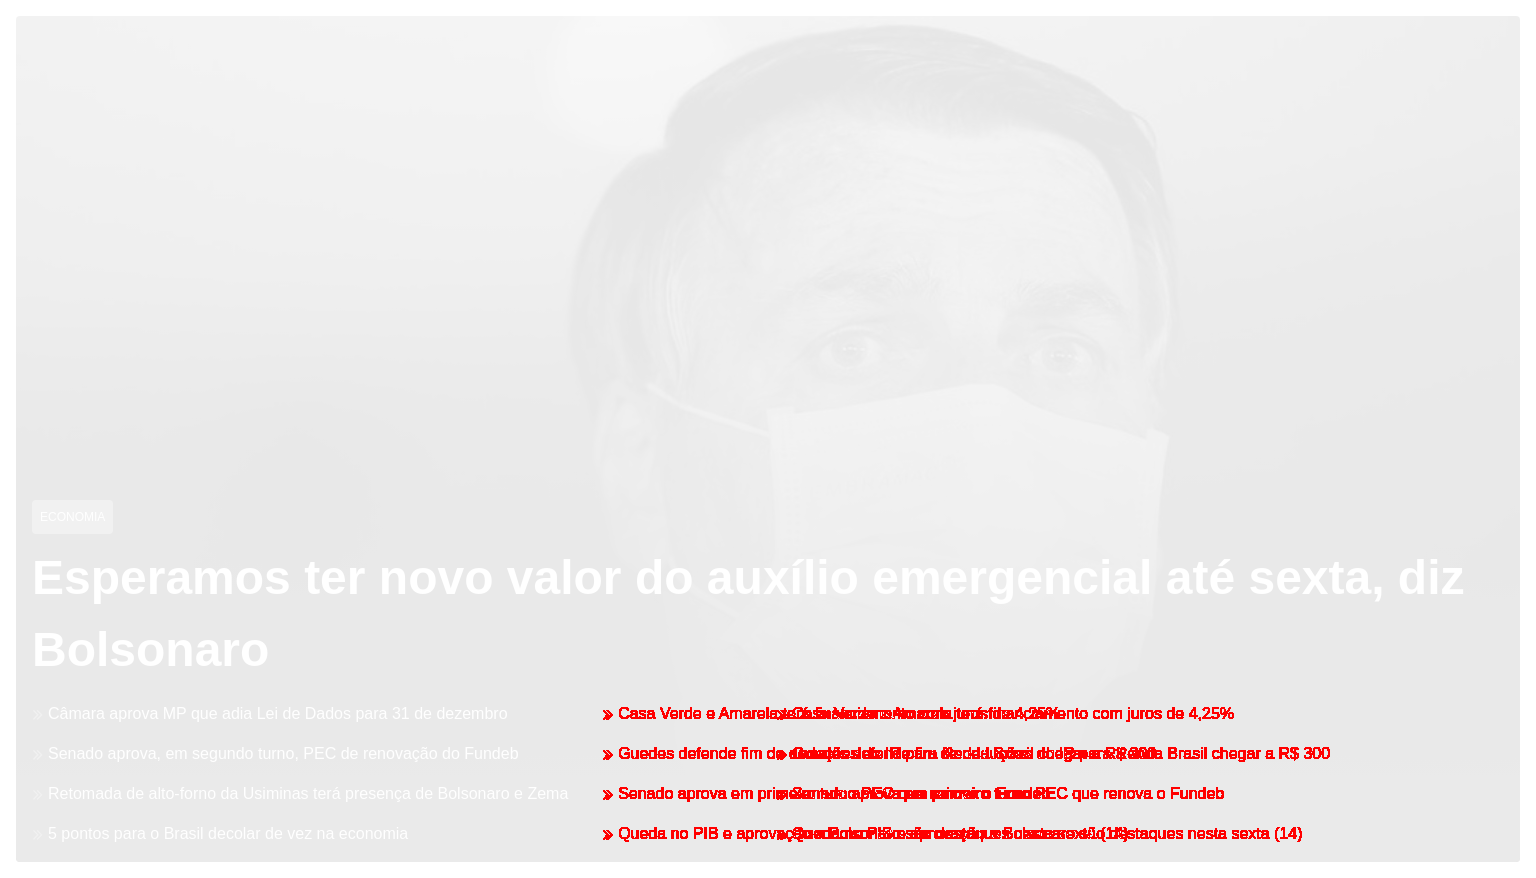 ECONOMIA
Esperamos ter novo valor do auxílio emergencial até sexta, diz
Bolsonaro
» Câmara aprova MP que adia Lei de Dados para 31 de dezembro
» Senado aprova, em segundo turno, PEC de renovação do Fundeb
» Retomada de alto-forno da Usiminas terá presença de Bolsonaro e Zema
» 5 pontos para o Brasil decolar de vez na economia
» Casa Verde e Amarela terá financiamento com juros de 4,25%
» Guedes defende fim de deduções do IR para Renda Brasil chegar a R$ 300
» Senado aprova em primeiro turno PEC que renova o Fundeb
» Queda no PIB e aprovação a Bolsonaro são destaques nesta sexta (14)